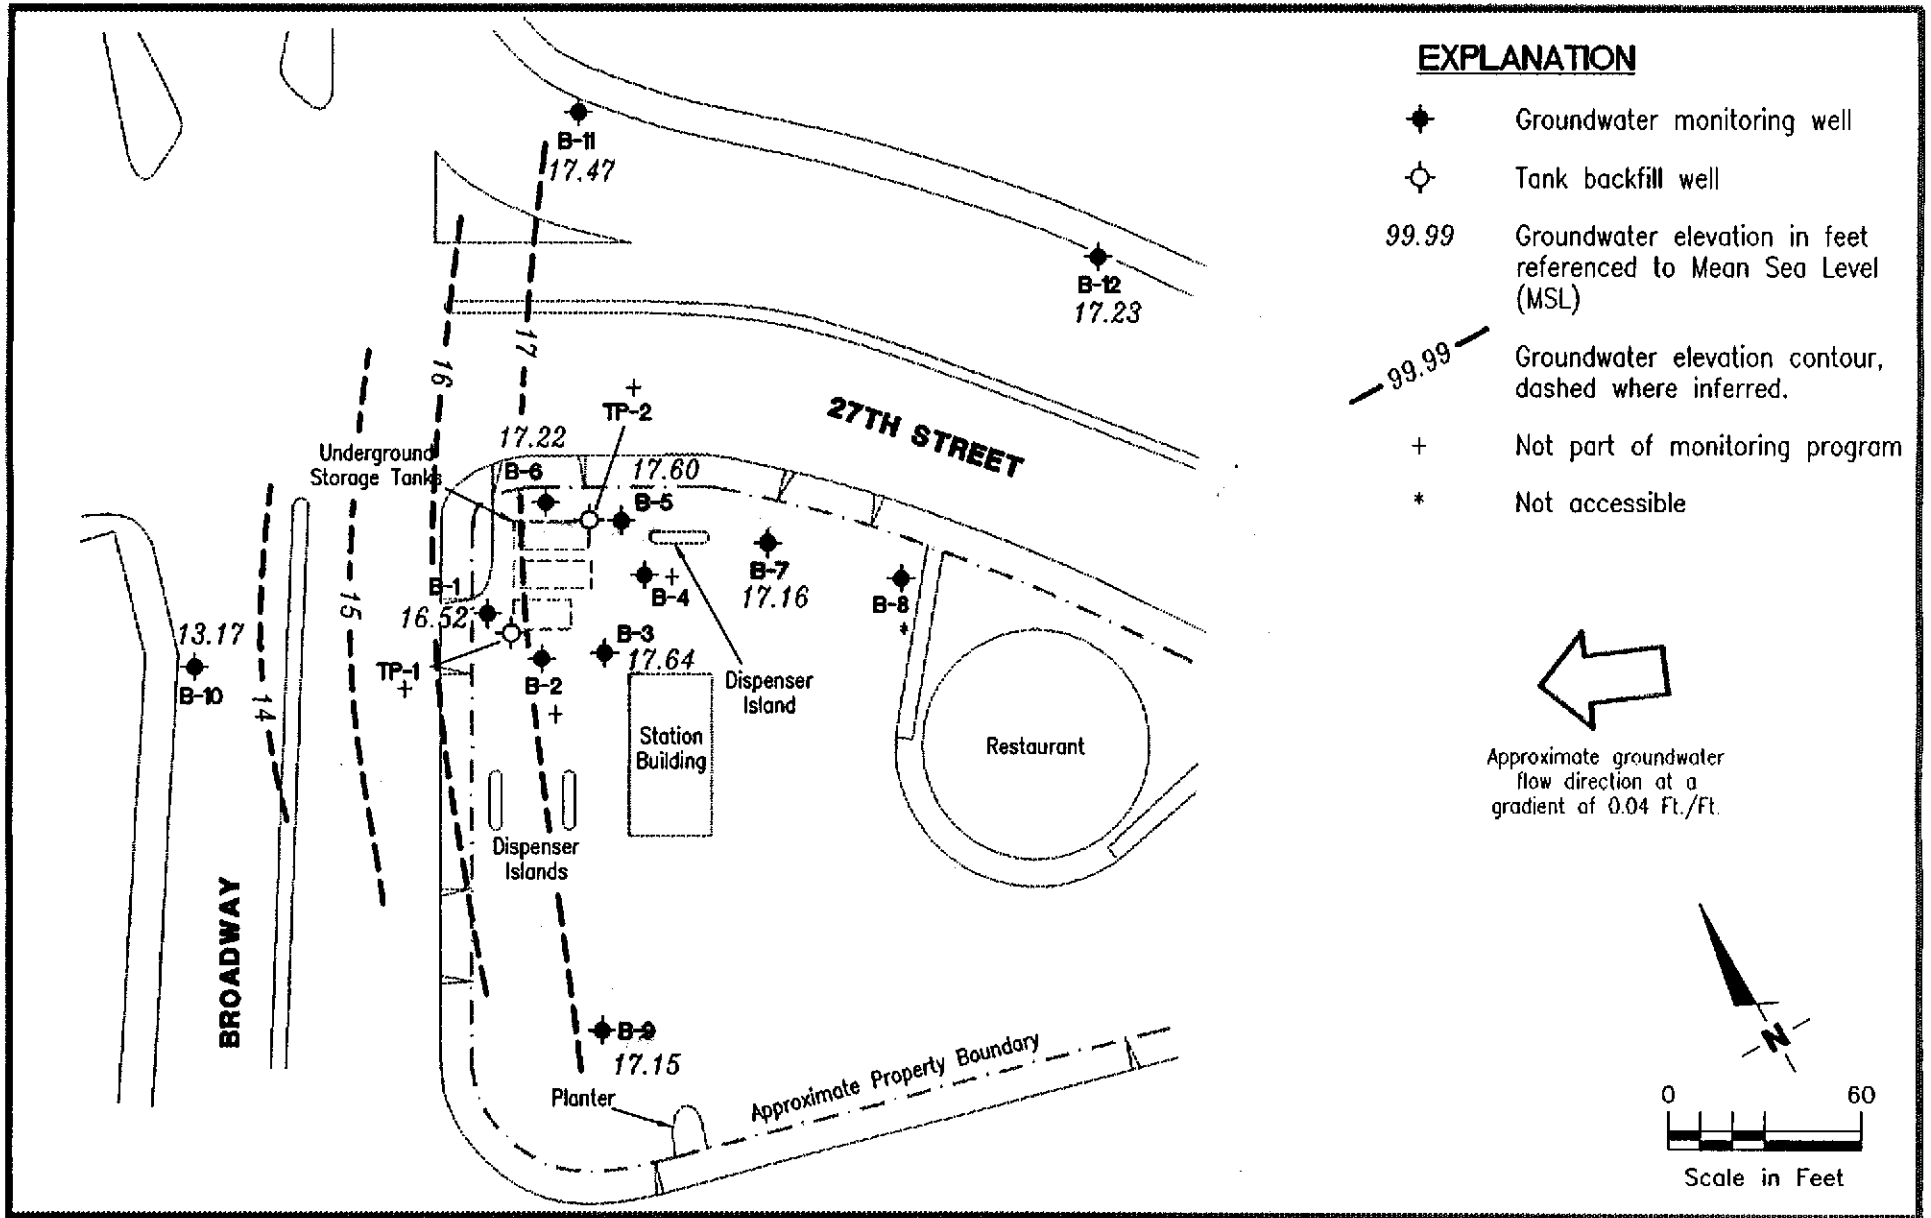 EXPLANATION
Groundwater monitoring well
Tank backfill well
99.99
Groundwater elevation in feet
referenced to Mean Sea Level
(MSL)
99.99
Groundwater elevation contour,
dashed where inferred.
+
Not part of monitoring program
*
Not accessible
B-11
17.47
B-12
17.23
17
16
15
14
+
TP-2
27TH STREET
17.22
Underground
Storage Tanks
B-6
17.60
B-5
B-1
16.52
B-4
+
B-7
17.16
B-8
*
13.17
B-10
B-3
17.64
TP-1
+
B-2
+
Dispenser
Island
Station
Building
Restaurant
Dispenser
Islands
BROADWAY
B-9
17.15
Planter
Approximate Property Boundary
Approximate groundwater
flow direction at a
gradient of 0.04 Ft./Ft.
N
0 60
Scale in Feet